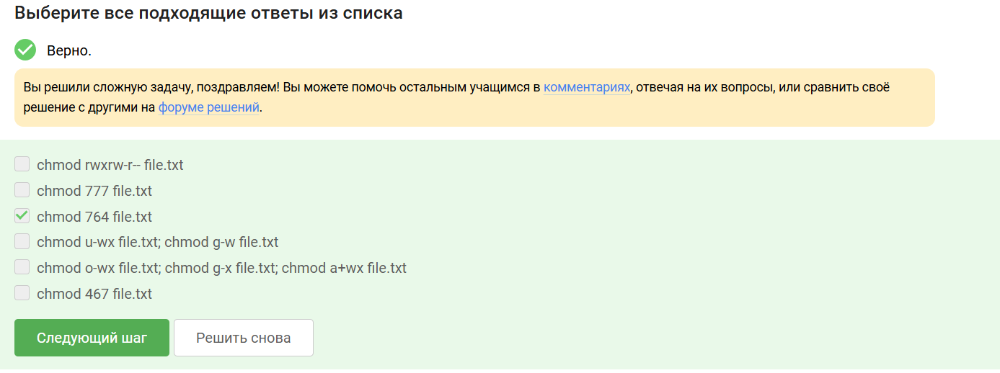 Выберите все подходящие ответы из списка
Верно.
Вы решили сложную задачу, поздравляем! Вы можете помочь остальным учащимся в комментариях, отвечая на их вопросы, или сравнить своё
решение с другими на форуме решений.
chmod rwxrw-r-- file.txt
chmod 777 file.txt
chmod 764 file.txt
chmod u-wx file.txt; chmod g-w file.txt
chmod o-wx file.txt; chmod g-x file.txt; chmod a+wx file.txt
chmod 467 file.txt
Следующий шаг
Решить снова